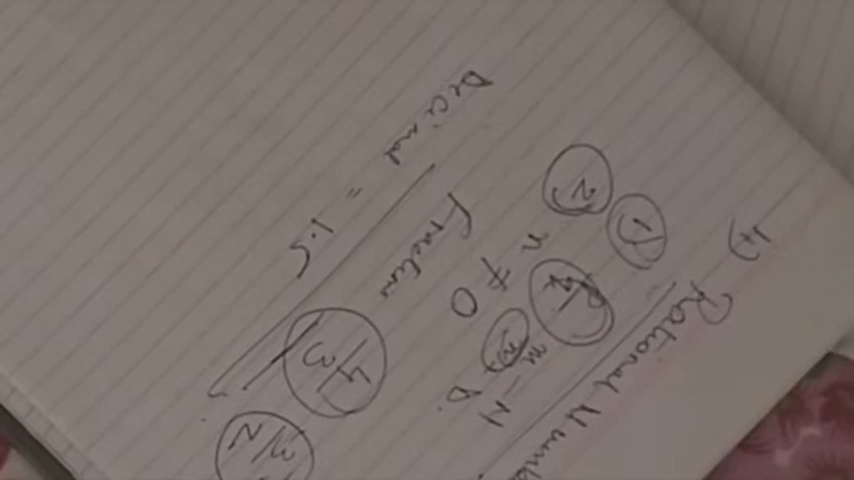 4) Rational Numb
1)
m - N
2) n ≠ 0
D
Fraction 4/3
Decimal = 1.5
3/2